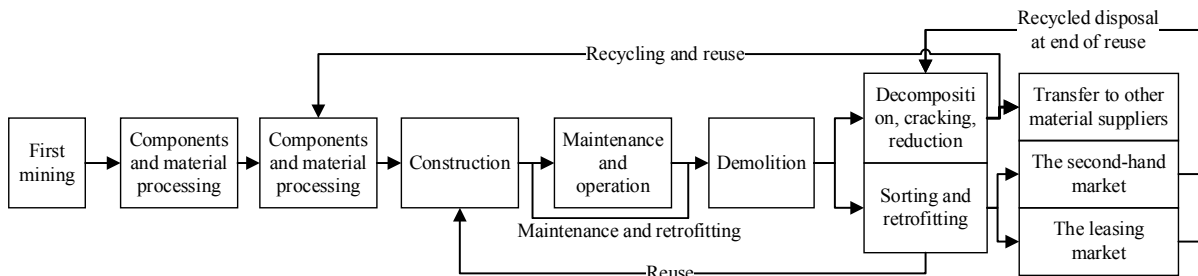 Recycled disposal
at end of reuse
Recycling and reuse
First
mining
Components
and material
processing
Components
and material
processing
Construction
Maintenance
and
operation
Maintenance and retrofitting
Demolition
Decompositi
on, cracking,
reduction
Sorting and
retrofitting
Transfer to other
material suppliers
The second-hand
market
The leasing
market
Reuse